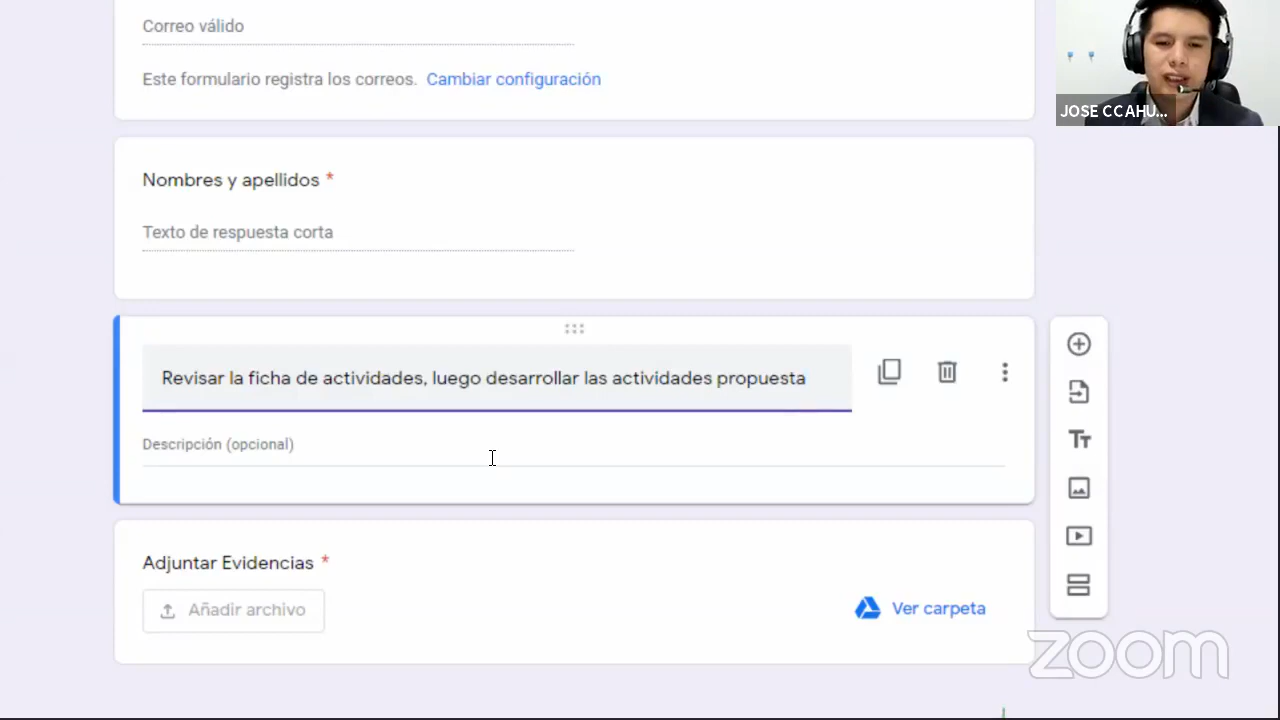 Correo válido
Este formulario registra los correos. Cambiar configuración
JOSE CCAHU...
Nombres y apellidos *
Texto de respuesta corta
Revisar la ficha de actividades, luego desarrollar las actividades propuesta
Descripción (opcional)
Adjuntar Evidencias *
Añadir archivo
Ver carpeta
zoom